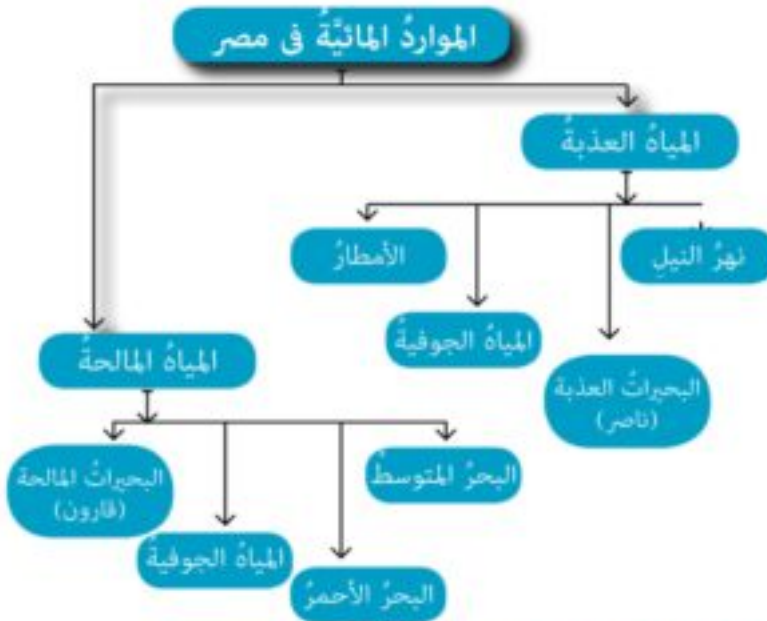 المواردُ المائيَّةُ فى مصر
المياهُ العذبةُ
نهرُ النيلِ
البحيراتُ العذبة
(ناصر)
المياهُ الجوفيةُ
الأمطارُ
المياهُ المالحةُ
البحرُ المتوسطُ
البحرُ الأحمرُ
المياهُ الجوفيةُ
البحيراتُ المالحة
(قارون)